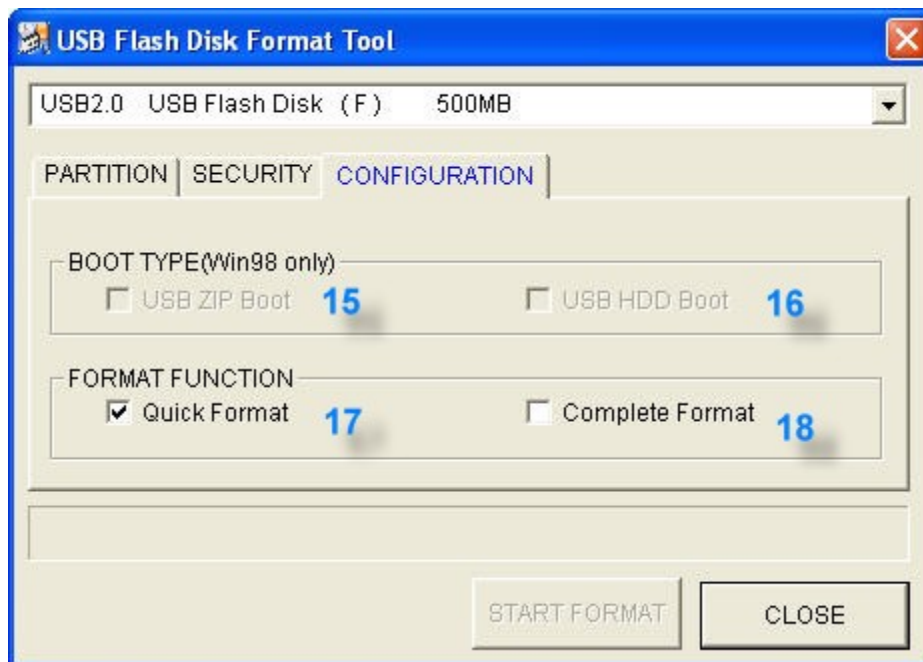 USB Flash Disk Format Tool
USB2.0 USB Flash Disk (F) 500MB
PARTITION SECURITY CONFIGURATION
BOOT TYPE(Win98 only)
USB ZIP Boot 15 USB HDD Boot 16
FORMAT FUNCTION
Quick Format 17 Complete Format 18
START FORMAT CLOSE